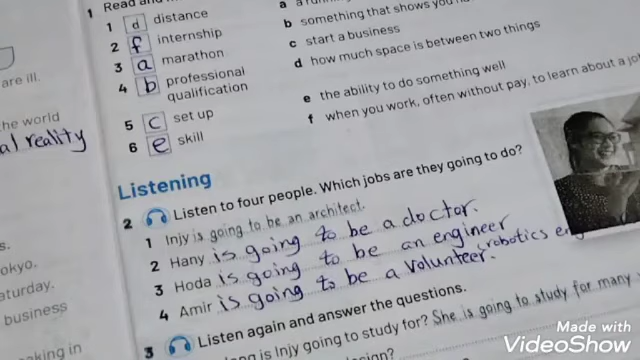 1 Read and
1 d distance
2 f internship
3 a marathon
4 b professional
qualification
5 c set up
6 e skill
a
b something that shows you
c start a business
d how much space is between two things
e the ability to do something well
f when you work, often without pay, to learn about a
are ill.
the world
al reality
Listening
2 Listen to four people. Which jobs are they going to do?
1 Injy is going to be an architect.
2 Hany is going to be a doctor.
3 Hoda is going to be an engineer
robotics
4 Amir is going to be a volunteer.
3 Listen again and answer the questions.
is Injy going to study for? She is going to study for many
okyo.
aturday.
business
aking in
Made with
VideoShow